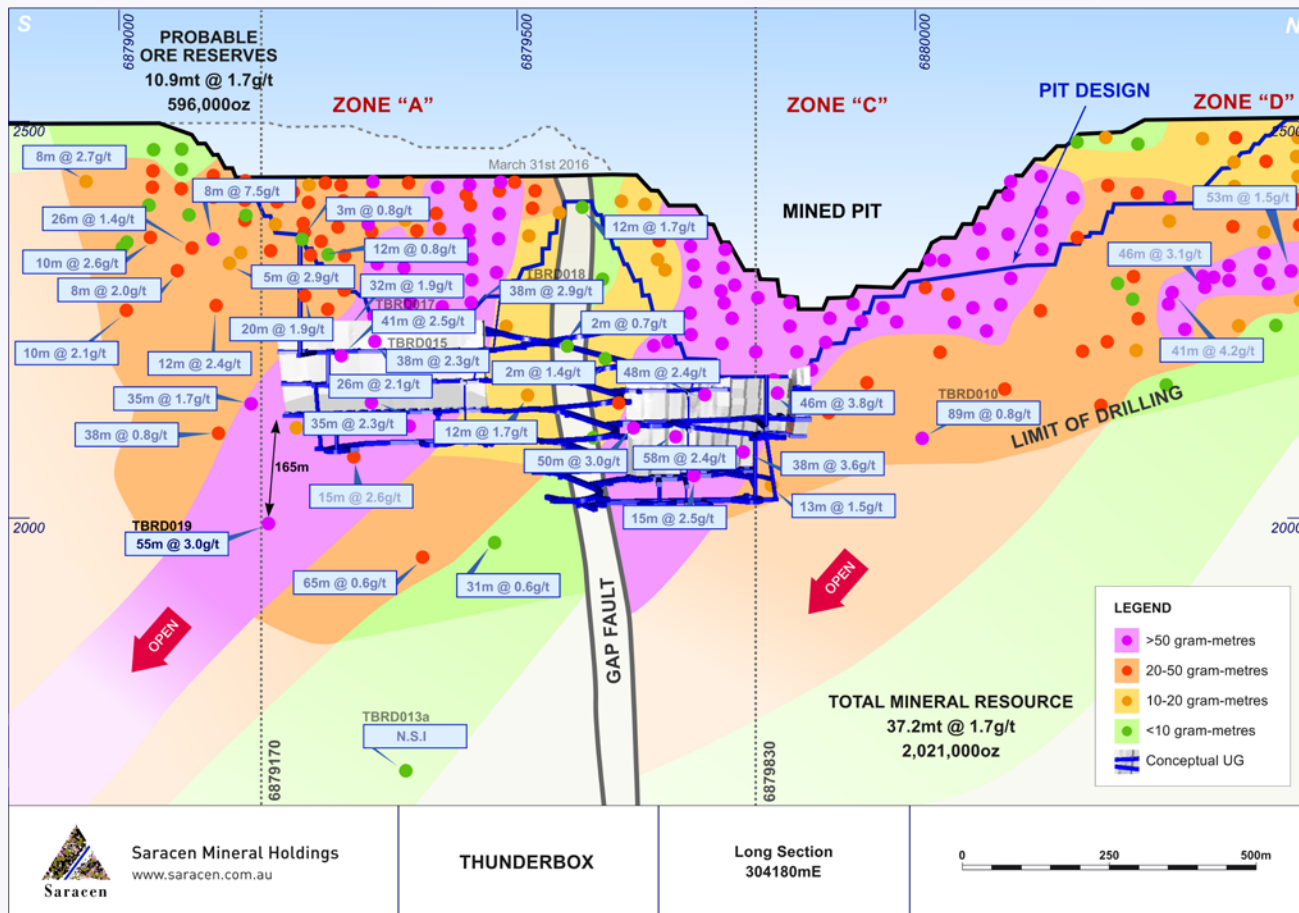 S
6879000
6879500
6880000
N
PROBABLE
ORE RESERVES
10.9mt @ 1.7g/t
596,000oz
ZONE “A”
ZONE “C”
PIT DESIGN
ZONE “D”
2500
2500
March 31st 2016
MINED PIT
8m @ 2.7g/t
8m @ 7.5g/t
26m @ 1.4g/t
3m @ 0.8g/t
53m @ 1.5g/t
12m @ 1.7g/t
10m @ 2.6g/t
12m @ 0.8g/t
46m @ 3.1g/t
5m @ 2.9g/t
TBRD018
8m @ 2.0g/t
32m @ 1.9g/t
38m @ 2.9g/t
TBRD017
20m @ 1.9g/t
41m @ 2.5g/t
2m @ 0.7g/t
TBRD015
10m @ 2.1g/t
12m @ 2.4g/t
38m @ 2.3g/t
41m @ 4.2g/t
26m @ 2.1g/t
2m @ 1.4g/t
48m @ 2.4g/t
35m @ 1.7g/t
46m @ 3.8g/t
TBRD010
89m @ 0.8g/t
35m @ 2.3g/t
12m @ 1.7g/t
38m @ 0.8g/t
LIMIT OF DRILLING
50m @ 3.0g/t
58m @ 2.4g/t
38m @ 3.6g/t
165m
15m @ 2.6g/t
13m @ 1.5g/t
15m @ 2.5g/t
2000
2000
TBRD019
55m @ 3.0g/t
65m @ 0.6g/t
31m @ 0.6g/t
OPEN
OPEN
GAP FAULT
TBRD013a
N.S.I
6879170
6879830
TOTAL MINERAL RESOURCE
37.2mt @ 1.7g/t
2,021,000oz
LEGEND
>50 gram-metres
20-50 gram-metres
10-20 gram-metres
<10 gram-metres
Conceptual UG
Saracen
Saracen Mineral Holdings
www.saracen.com.au
THUNDERBOX
Long Section
304180mE
0
250
500m